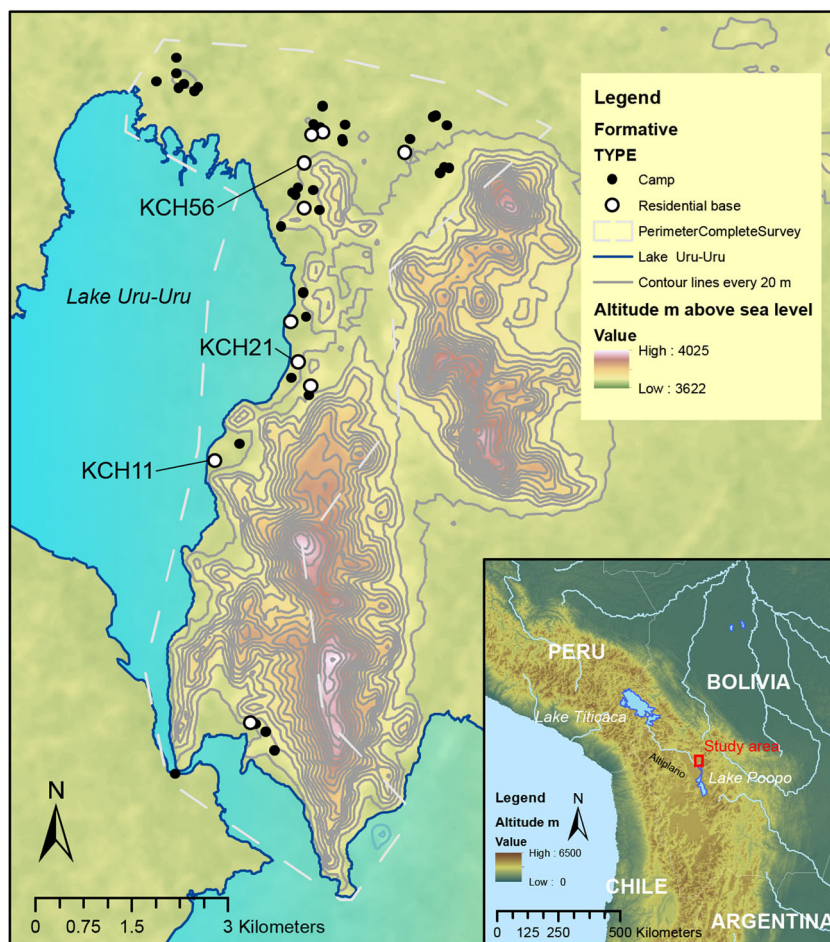 Legend
Formative
TYPE
Camp
Residential base
PerimeterCompleteSurvey
Lake Uru-Uru
Contour lines every 20 m
Altitude m above sea level
Value
High : 4025
Low : 3622
KCH56
Lake Uru-Uru
KCH21
KCH11
N
0 0.75 1.5 3 Kilometers
PERU
BOLIVIA
Lake Titicaca
Study area
Altiplano
Lake Poopo
Legend
N
Altitude m
Value
High : 6500
Low : 0
CHILE
ARGENTINA
0 125 250 500 Kilometers